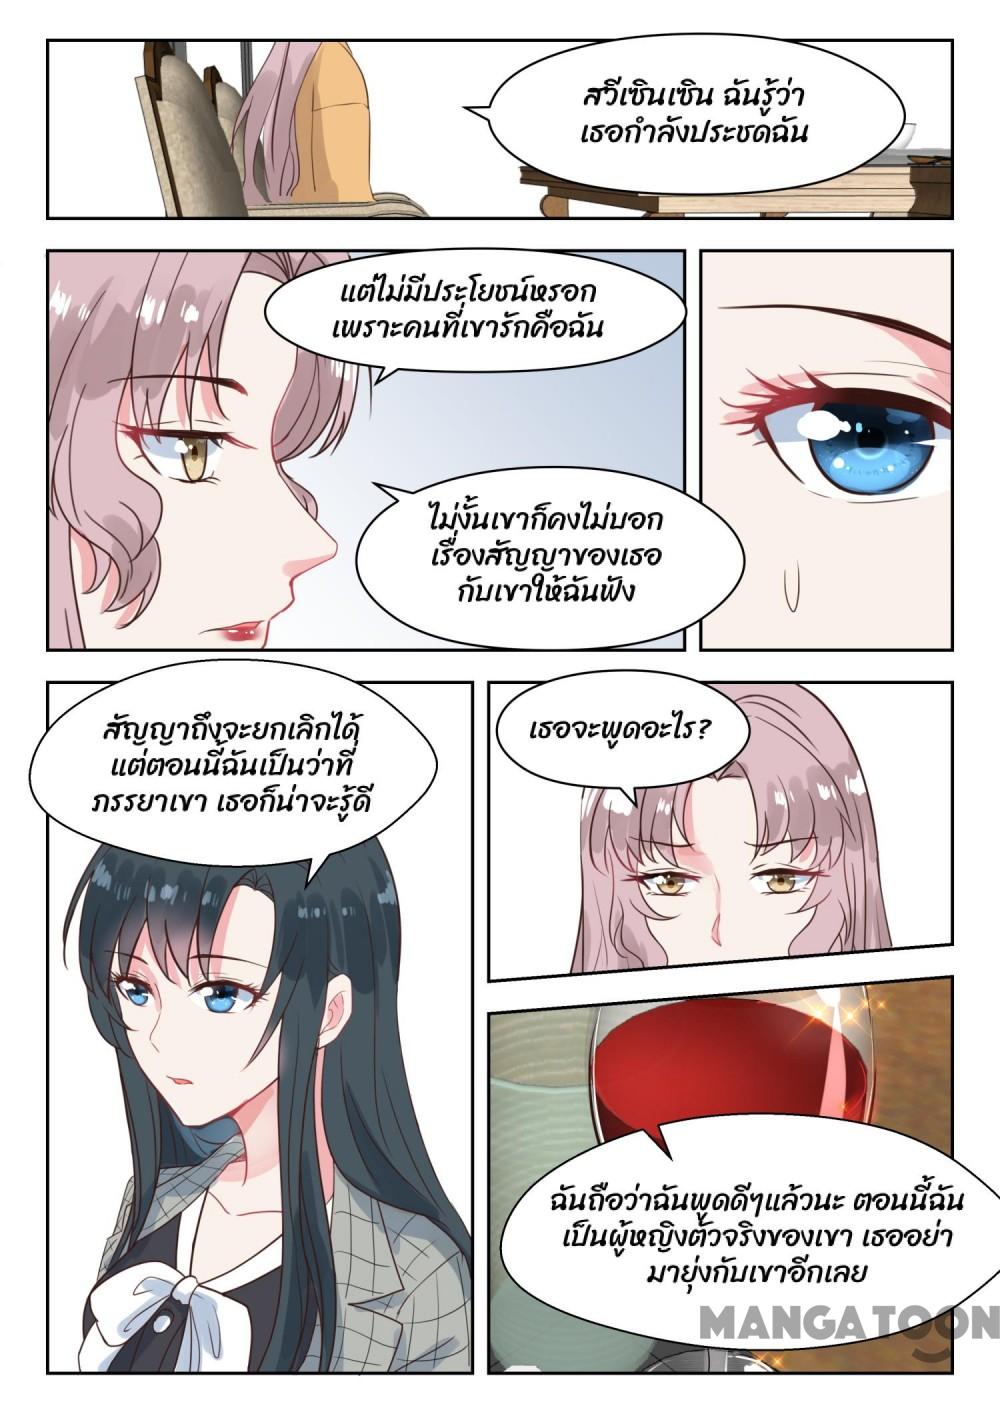 สวีเซินเซิน ฉันรู้ว่า
เธอกำลังประชดฉัน
แต่ไม่มีประโยชน์หรอก
เพราะคนที่เขารักคือฉัน
ไม่งั้นเขาก็คงไม่บอก
เรื่องสัญญาของเธอ
กับเขาให้ฉันฟัง
สัญญาถึงจะยกเลิกได้
แต่ตอนนี้ฉันเป็นว่าที่
ภรรยาเขา เธอก็น่าจะรู้ดี
เธอจะพูดอะไร?
ฉันถือว่าฉันพูดดีๆแล้วนะ ตอนนี้ฉัน
เป็นผู้หญิงตัวจริงของเขา เธออย่า
มายุ่งกับเขาอีกเลย
MANGATOON